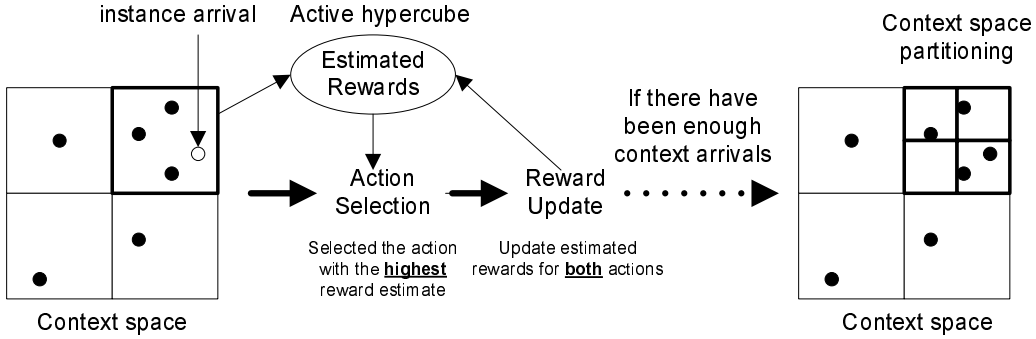 instance arrival
Active hypercube
Estimated
Rewards
Context space
partitioning
If there have
been enough
context arrivals
Action
Selection
Reward
Update
Selected the action
with the highest
reward estimate
Update estimated
rewards for both actions
Context space
Context space